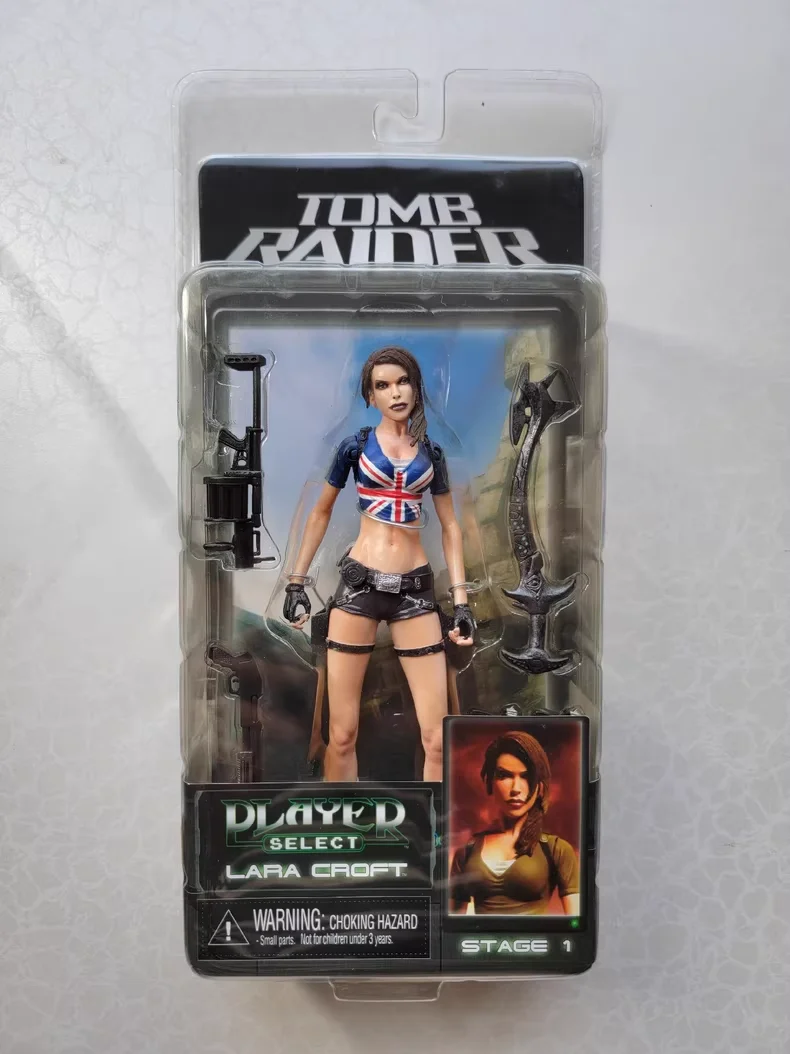 TOMB
RAIDER
PLAYER
SELECT
LARA CROFT
WARNING: CHOKING HAZARD
- Small parts. Not for children under 3 years.
STAGE 1